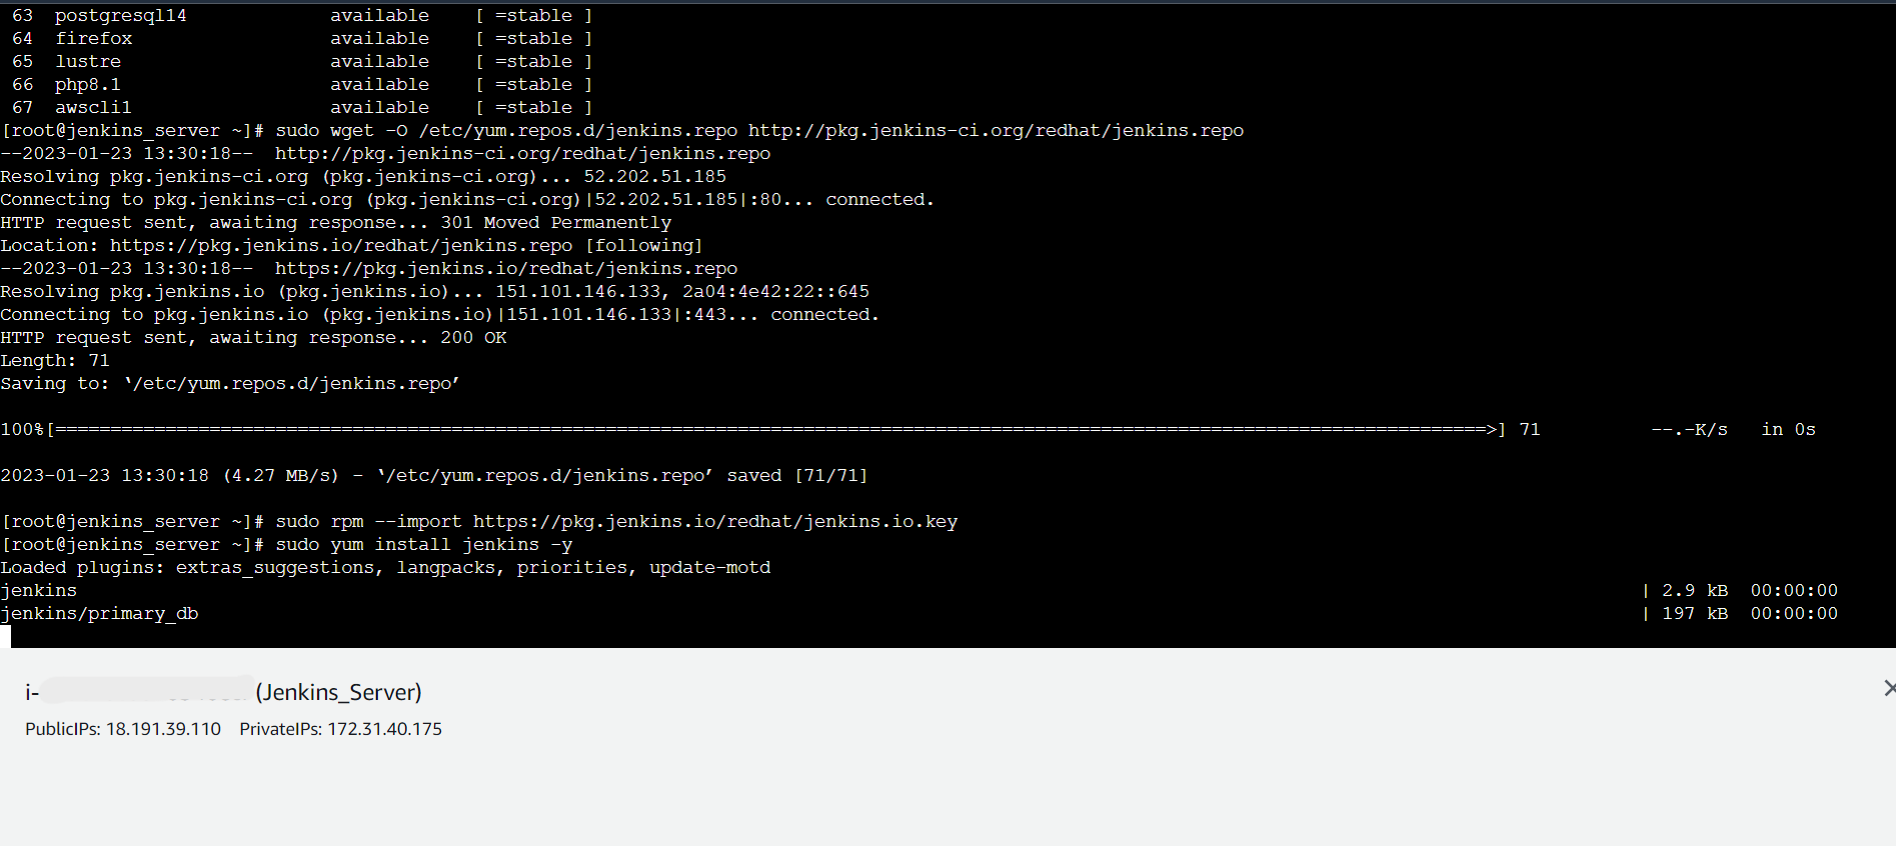 63 postgresql14 available [ =stable ]
64 firefox available [ =stable ]
65 lustre available [ =stable ]
66 php8.1 available [ =stable ]
67 awscli1 available [ =stable ]
[root@jenkins_server ~]# sudo wget -O /etc/yum.repos.d/jenkins.repo http://pkg.jenkins-ci.org/redhat/jenkins.repo
--2023-01-23 13:30:18-- http://pkg.jenkins-ci.org/redhat/jenkins.repo
Resolving pkg.jenkins-ci.org (pkg.jenkins-ci.org)... 52.202.51.185
Connecting to pkg.jenkins-ci.org (pkg.jenkins-ci.org)|52.202.51.185|:80... connected.
HTTP request sent, awaiting response... 301 Moved Permanently
Location: https://pkg.jenkins.io/redhat/jenkins.repo [following]
--2023-01-23 13:30:18-- https://pkg.jenkins.io/redhat/jenkins.repo
Resolving pkg.jenkins.io (pkg.jenkins.io)... 151.101.146.133, 2a04:4e42:22::645
Connecting to pkg.jenkins.io (pkg.jenkins.io)|151.101.146.133|:443... connected.
HTTP request sent, awaiting response... 200 OK
Length: 71
Saving to: ‘/etc/yum.repos.d/jenkins.repo’
100%[==================================================================================================================================>] 71 --.-K/s in 0s
2023-01-23 13:30:18 (4.27 MB/s) - ‘/etc/yum.repos.d/jenkins.repo’ saved [71/71]
[root@jenkins_server ~]# sudo rpm --import https://pkg.jenkins.io/redhat/jenkins.io.key
[root@jenkins_server ~]# sudo yum install jenkins -y
Loaded plugins: extras_suggestions, langpacks, priorities, update-motd
jenkins | 2.9 kB 00:00:00
jenkins/primary_db | 197 kB 00:00:00
i- (Jenkins_Server)
PublicIPs: 18.191.39.110 PrivateIPs: 172.31.40.175